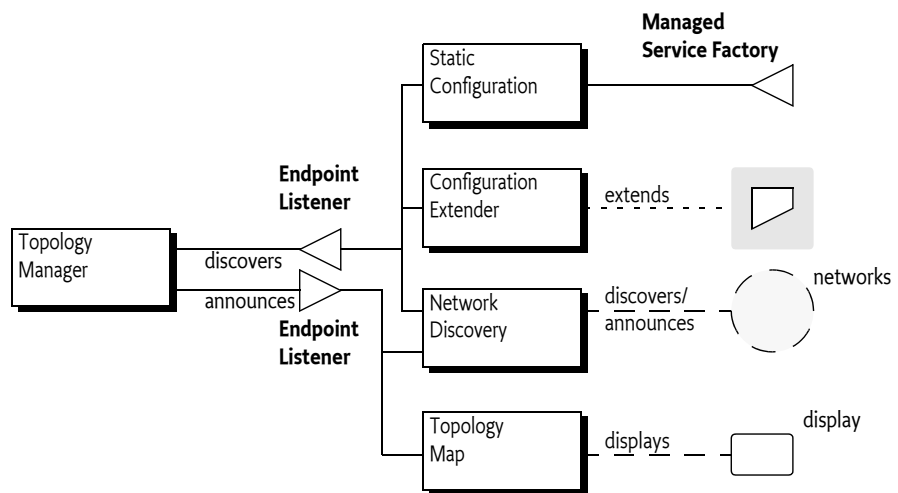 Managed
Service Factory
Static
Configuration
Endpoint
Listener
Configuration
Extender
extends
Topology
Manager
discovers
announces
Endpoint
Listener
Network
Discovery
discovers/
announces
networks
Topology
Map
displays
display